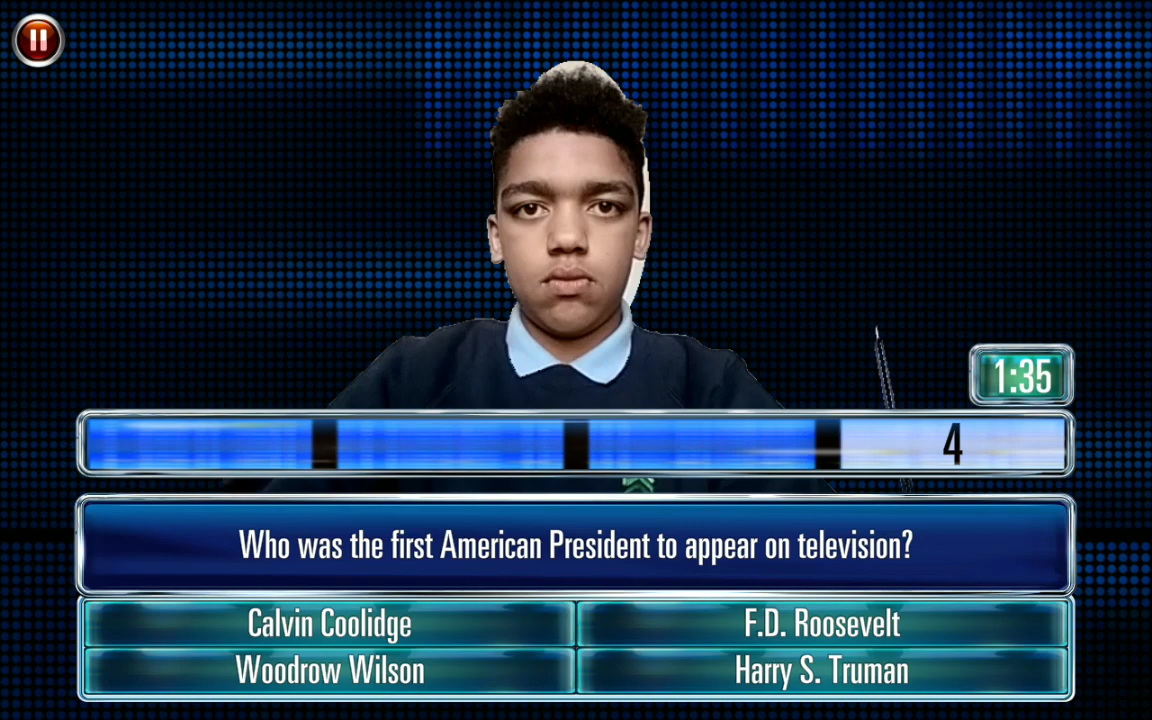 1:35
4
Who was the first American President to appear on television?
Calvin Coolidge
F.D. Roosevelt
Woodrow Wilson
Harry S. Truman